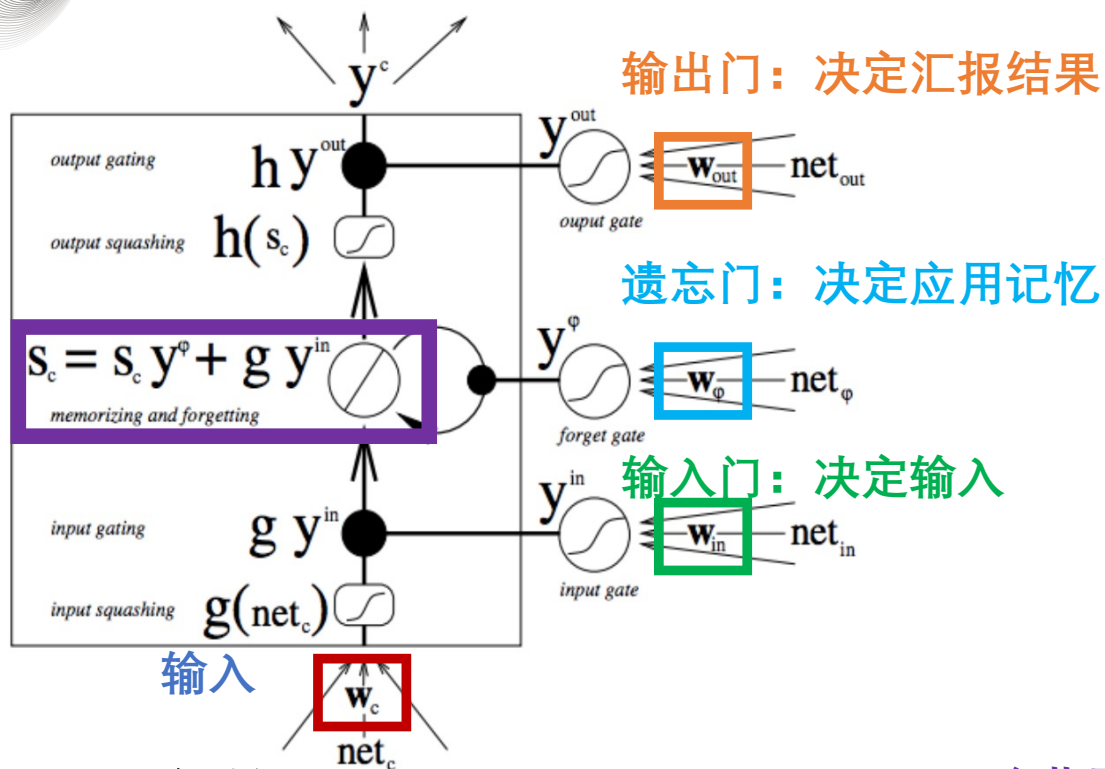 y^c
输出门：决定汇报结果
output gating
h y^out
y^out
w_out
net_out
ouput gate
output squashing
h(s_c)
遗忘门：决定应用记忆
s_c = s_c y^φ + g y^in
memorizing and forgetting
y^φ
w_φ
net_φ
forget gate
输入门：决定输入
input gating
g y^in
y^in
w_in
net_in
input gate
input squashing
g(net_c)
输入
w_c
net_c